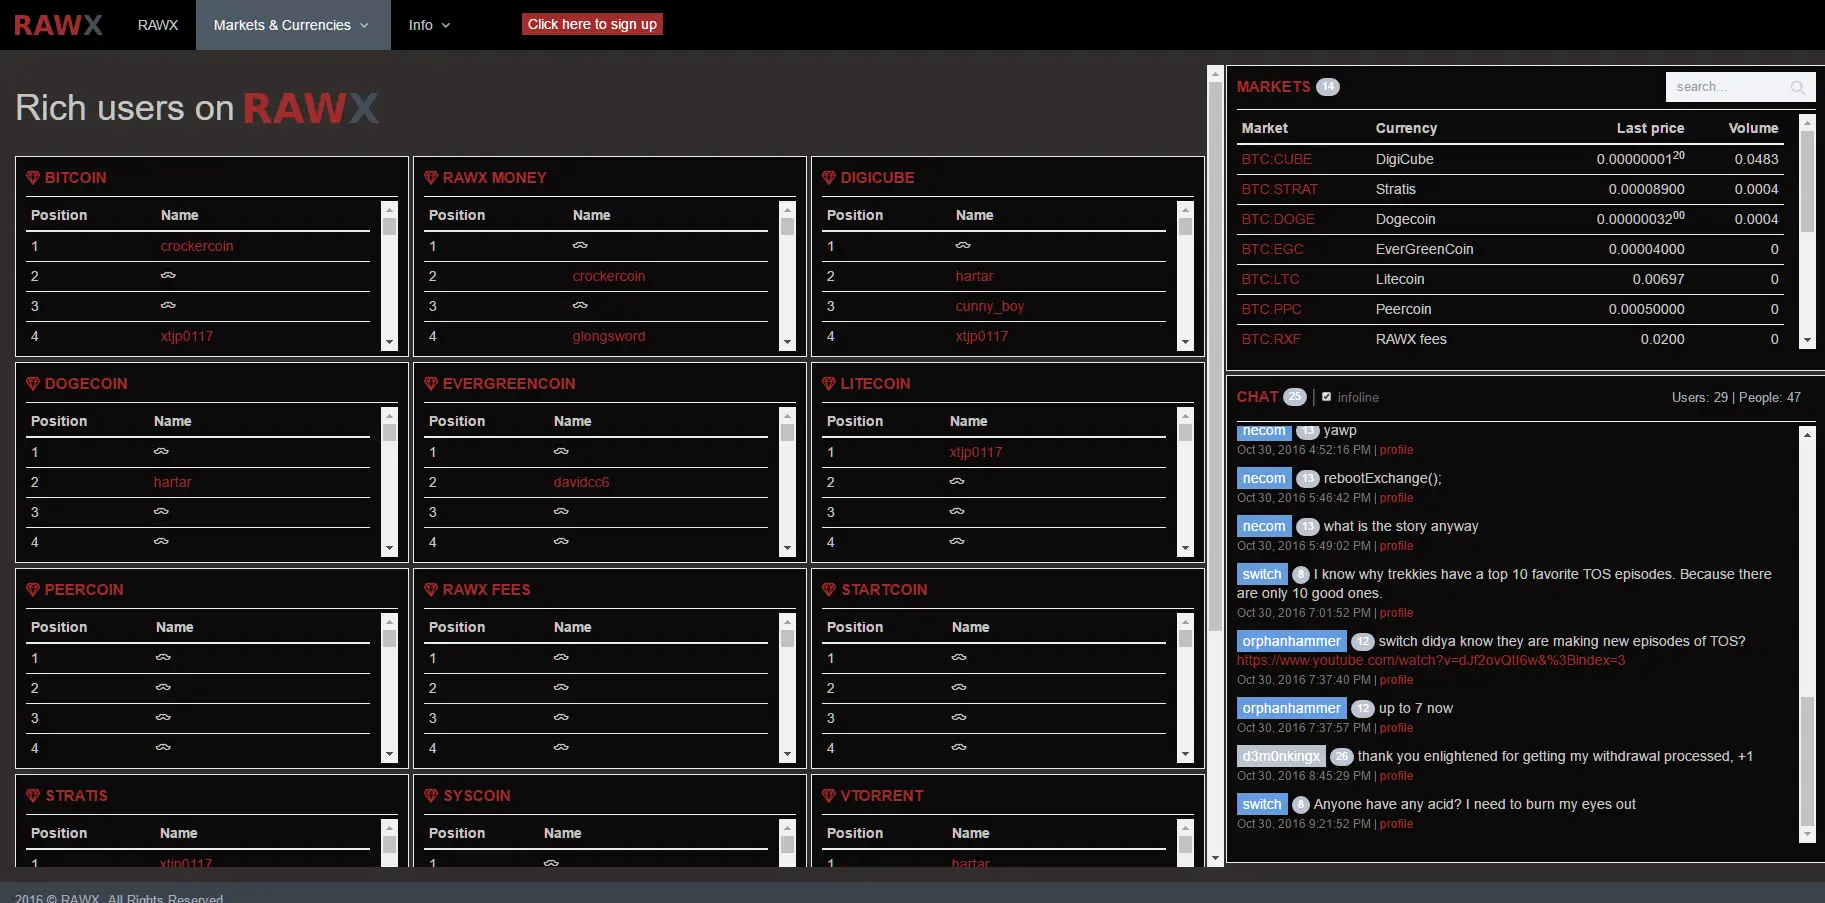 RAWX RAWX Markets & Currencies Info Click here to sign up
Rich users on RAWX
BITCOIN
Position Name
1 crockercoin
2
3
4 xtjp0117
RAWX MONEY
Position Name
1
2 crockercoin
3
4 glongsword
DIGICUBE
Position Name
1
2 hartar
3 cunny_boy
4 xtjp0117
DOGECOIN
Position Name
1
2 hartar
3
4
EVERGREENCOIN
Position Name
1
2 davidcc6
3
4
LITECOIN
Position Name
1 xtjp0117
2
3
4
PEERCOIN
Position Name
1
2
3
4
RAWX FEES
Position Name
1
2
3
4
STARTCOIN
Position Name
1
2
3
4
STRATIS
Position Name
1 xtjp0117
SYSCOIN
Position Name
1
VTORRENT
Position Name
1 hartar
MARKETS 14 search...
Market Currency Last price Volume
BTC:CUBE DigiCube 0.00000001²⁰ 0.0483
BTC:STRAT Stratis 0.00008900 0.0004
BTC:DOGE Dogecoin 0.00000032⁰⁰ 0.0004
BTC:EGC EverGreenCoin 0.00004000 0
BTC:LTC Litecoin 0.00697 0
BTC:PPC Peercoin 0.00050000 0
BTC:RXF RAWX fees 0.0200 0
CHAT 25 | infoline Users: 29 | People: 47
necom 13 yawp
Oct 30, 2016 4:52:16 PM | profile
necom 13 rebootExchange();
Oct 30, 2016 5:46:42 PM | profile
necom 13 what is the story anyway
Oct 30, 2016 5:49:02 PM | profile
switch 8 I know why trekkies have a top 10 favorite TOS episodes. Because there
are only 10 good ones.
Oct 30, 2016 7:01:52 PM | profile
orphanhammer 12 switch didya know they are making new episodes of TOS?
https://www.youtube.com/watch?v=dJf2ovQtI6w&%3Bindex=3
Oct 30, 2016 7:37:40 PM | profile
orphanhammer 12 up to 7 now
Oct 30, 2016 7:37:57 PM | profile
d3m0nkingx 26 thank you enlightened for getting my withdrawal processed, +1
Oct 30, 2016 8:45:29 PM | profile
switch 8 Anyone have any acid? I need to burn my eyes out
Oct 30, 2016 9:21:52 PM | profile
2016 © RAWX. All Rights Reserved.